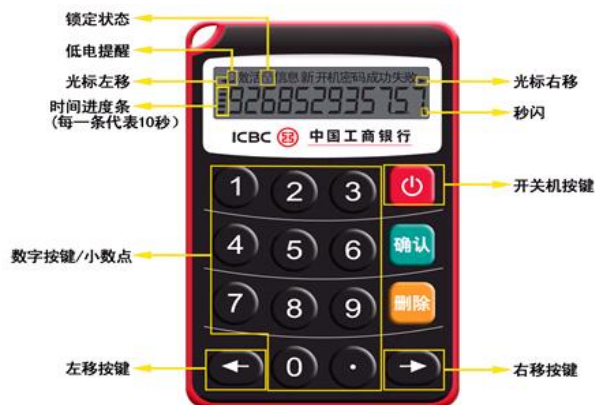 锁定状态
低电提醒
光标左移
时间进度条
（每一条代表10秒）
激活 信息 新 开机密码成功失败
926852935757
光标右移
秒闪
ICBC 中国工商银行
1 2 3
开关机按键
4 5 6 确认
数字按键/小数点
7 8 9 删除
左移按键
← 0 · →
右移按键